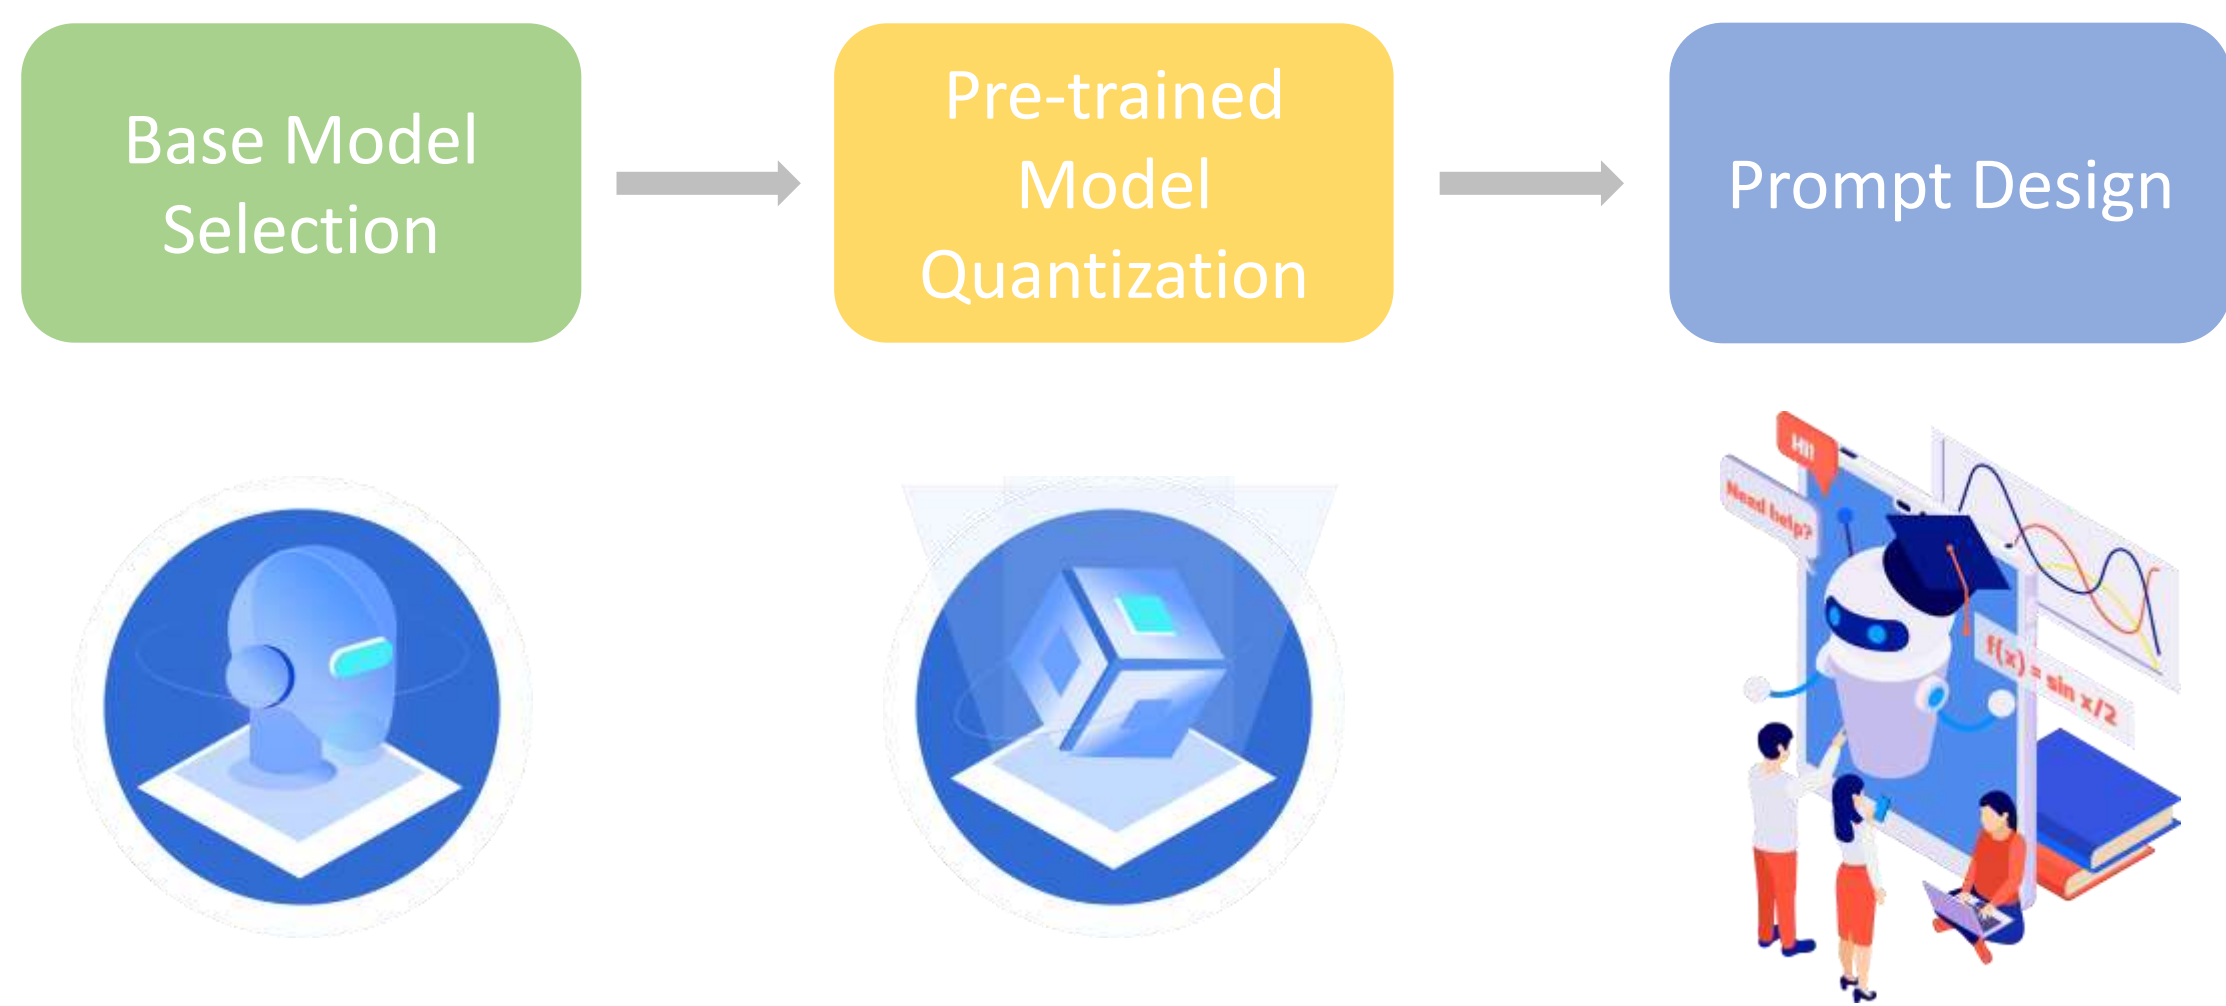 Base Model
Selection
Pre-trained
Model
Quantization
Prompt Design
Hi!
Need help?
f(x) = sin x/2